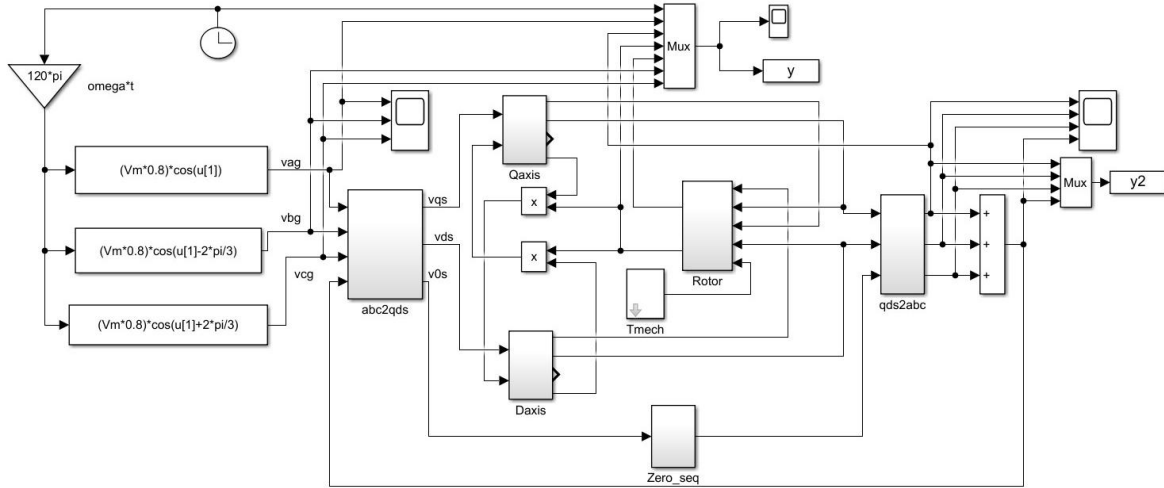 Mux
120*pi
omega*t
y
(Vm*0.8)*cos(u[1])
vag
Qaxis
Mux
y2
x
vqs
vbg
(Vm*0.8)*cos(u[1]-2*pi/3)
vds
x
+
+
+
vcg
v0s
Rotor
qds2abc
abc2qds
(Vm*0.8)*cos(u[1]+2*pi/3)
Tmech
Daxis
Zero_seq